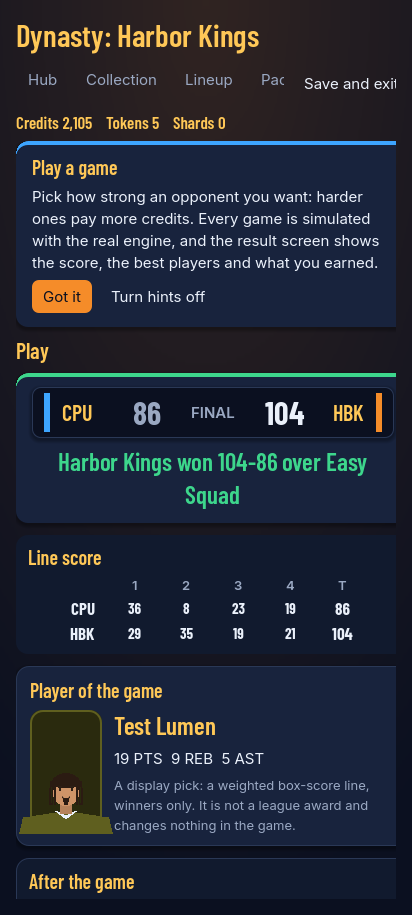 Dynasty: Harbor Kings
Hub Collection Lineup Save and exit
Credits 2,105 Tokens 5 Shards 0
Play a game
Pick how strong an opponent you want: harder
ones pay more credits. Every game is simulated
with the real engine, and the result screen shows
the score, the best players and what you earned.
Got it Turn hints off
Play
CPU 86 FINAL 104 HBK
Harbor Kings won 104-86 over Easy
Squad
Line score
1 2 3 4 T
CPU 36 8 23 19 86
HBK 29 35 19 21 104
Player of the game
Test Lumen
19 PTS 9 REB 5 AST
A display pick: a weighted box-score line,
winners only. It is not a league award and
changes nothing in the game.
After the game